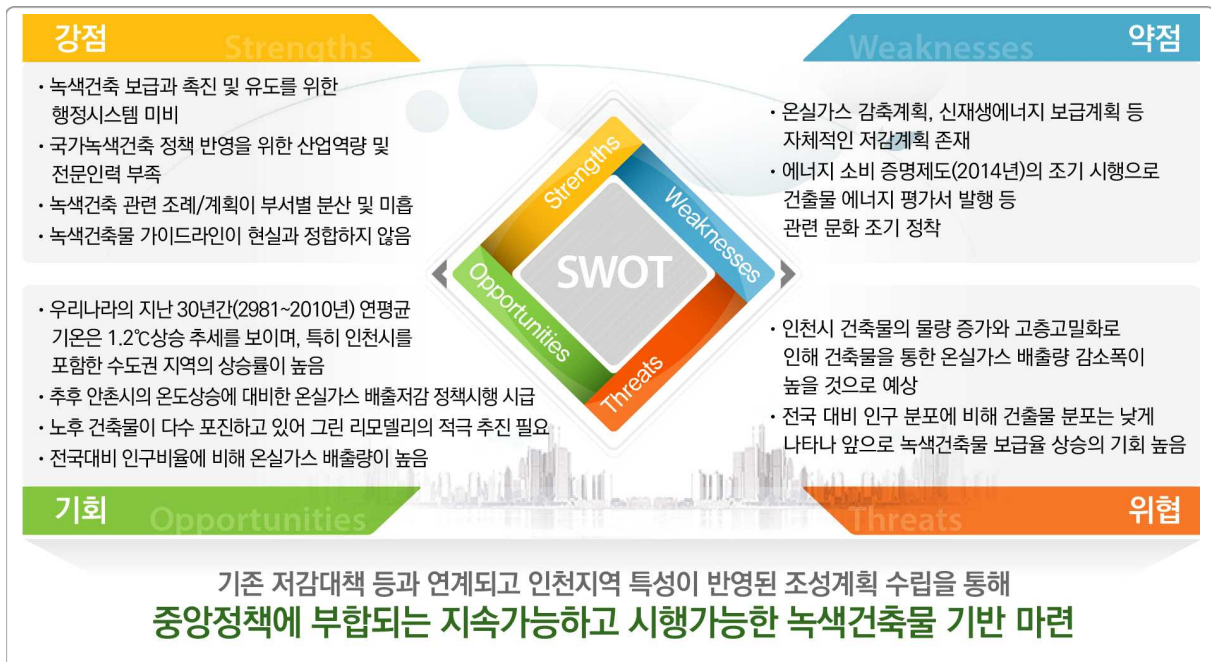 강점
Strengths
· 녹색건축 보급과 촉진 및 유도를 위한
행정시스템 미비
· 국가녹색건축 정책 반영을 위한 산업역량 및
전문인력 부족
· 녹색건축 관련 조례/계획이 부서별 분산 및 미흡
· 녹색건축물 가이드라인이 현실과 정합하지 않음
Weaknesses
약점
· 온실가스 감축계획, 신재생에너지 보급계획 등
자체적인 저감계획 존재
· 에너지 소비 증명제도(2014년)의 조기 시행으로
건출물 에너지 평가서 발행 등
관련 문화 조기 정착
Strengths
Weaknesses
SWOT
Opportunities
Threats
· 우리나라의 지난 30년간(2981~2010년) 연평균
기온은 1.2℃상승 추세를 보이며, 특히 인천시를
포함한 수도권 지역의 상승률이 높음
· 추후 안촌시의 온도상승에 대비한 온실가스 배출저감 정책시행 시급
· 노후 건축물이 다수 포진하고 있어 그린 리모델리의 적극 추진 필요
· 전국대비 인구비율에 비해 온실가스 배출량이 높음
기회
Opportunities
· 인천시 건축물의 물량 증가와 고층고밀화로
인해 건축물을 통한 온실가스 배출량 감소폭이
높을 것으로 예상
· 전국 대비 인구 분포에 비해 건출물 분포는 낮게
나타나 앞으로 녹색건축물 보급율 상승의 기회 높음
Threats
위협
기존 저감대책 등과 연계되고 인천지역 특성이 반영된 조성계획 수립을 통해
중앙정책에 부합되는 지속가능하고 시행가능한 녹색건축물 기반 마련